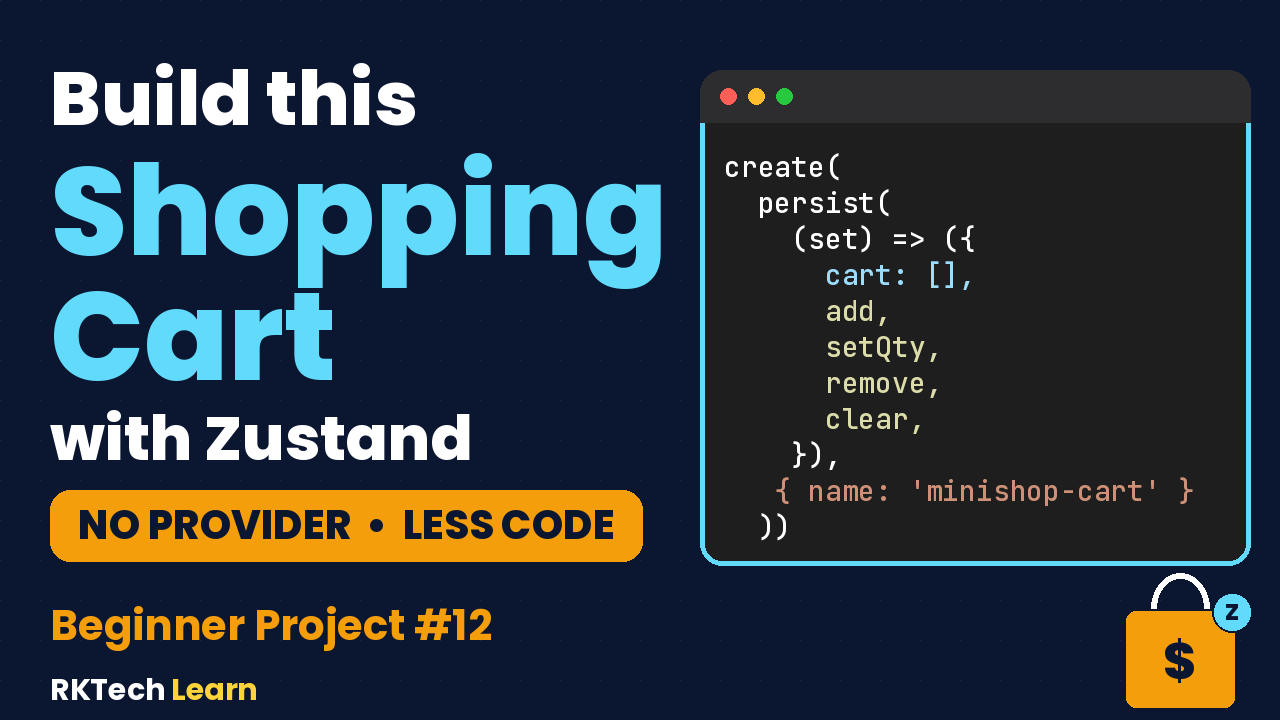 Build this
Shopping
Cart
with Zustand
NO PROVIDER • LESS CODE
Beginner Project #12
RKTech Learn
create(
  persist(
    (set) => ({
      cart: [],
      add,
      setQty,
      remove,
      clear,
    }),
   { name: 'minishop-cart' }
  ))
Z
$